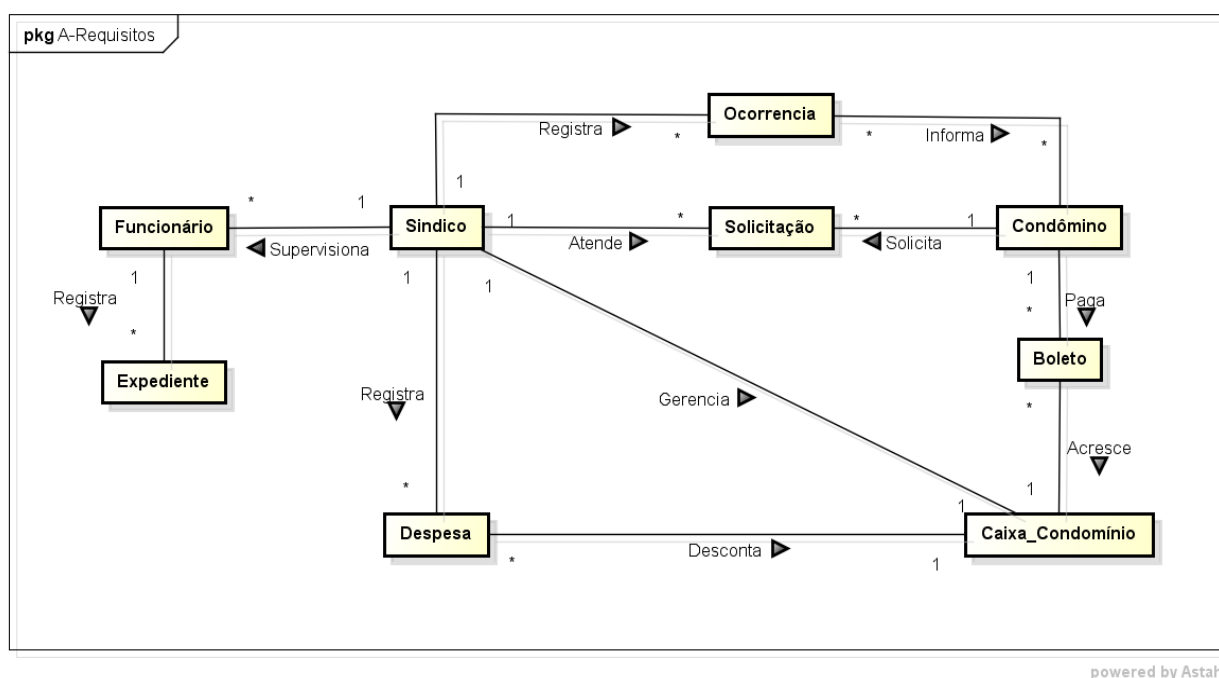 pkg A-Requisitos
Ocorrencia
Registra
*
*
Informa
*
1
*
1
Funcionário
Supervisiona
Sindico
1
Atende
*
Solicitação
*
Solicita
1
Condômino
1
Registra
*
1
1
1
*
Paga
Expediente
Boleto
Registra
Gerencia
*
Acresce
*
1
1
Despesa
*
Desconta
1
Caixa_Condomínio
powered by Astah